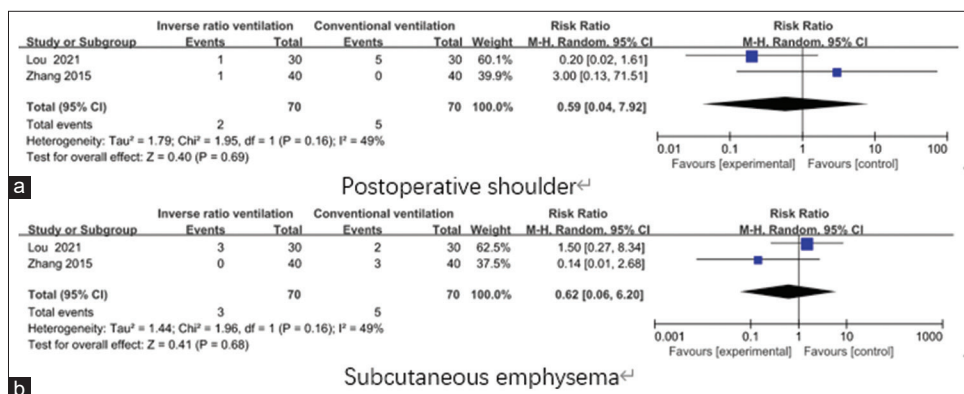 Inverse ratio ventilation Conventional ventilation Risk Ratio Risk Ratio
Study or Subgroup Events Total Events Total Weight M-H. Random. 95% CI M-H. Random. 95% CI
Lou 2021 1 30 5 30 60.1% 0.20 [0.02, 1.61]
Zhang 2015 1 40 0 40 39.9% 3.00 [0.13, 71.51]
Total (95% CI) 70 70 100.0% 0.59 [0.04, 7.92]
Total events 2 5
Heterogeneity: Tau² = 1.79; Chi² = 1.95, df = 1 (P = 0.16); I² = 49%
Test for overall effect: Z = 0.40 (P = 0.69)
0.01 0.1 1 10 100
Favours [experimental] Favours [control]
a
Postoperative shoulder↵
Inverse ratio ventilation Conventional ventilation Risk Ratio Risk Ratio
Study or Subgroup Events Total Events Total Weight M-H. Random. 95% CI M-H. Random. 95% CI
Lou 2021 3 30 2 30 62.5% 1.50 [0.27, 8.34]
Zhang 2015 0 40 3 40 37.5% 0.14 [0.01, 2.68]
Total (95% CI) 70 70 100.0% 0.62 [0.06, 6.20]
Total events 3 5
Heterogeneity: Tau² = 1.44; Chi² = 1.96, df = 1 (P = 0.16); I² = 49%
Test for overall effect: Z = 0.41 (P = 0.68)
0.001 0.1 1 10 1000
Favours [experimental] Favours [control]
b
Subcutaneous emphysema↵